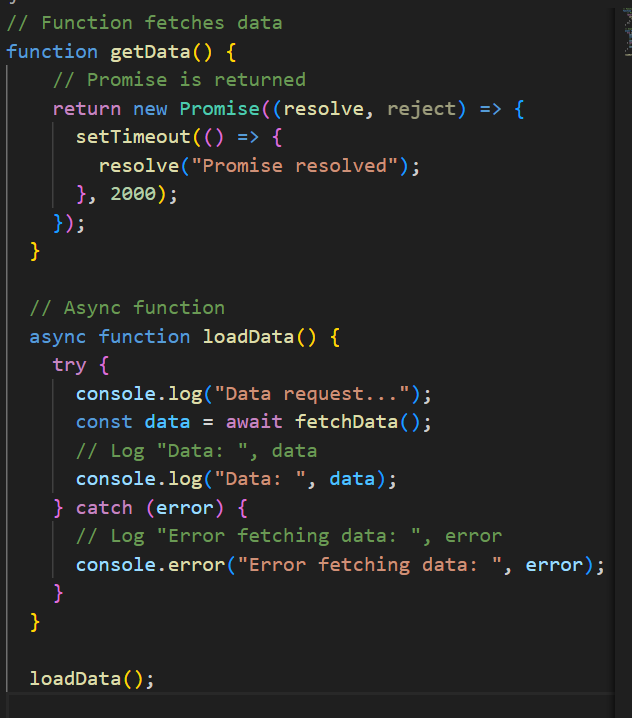 // Function fetches data
function getData() {
    // Promise is returned
    return new Promise((resolve, reject) => {
      setTimeout(() => {
        resolve("Promise resolved");
      }, 2000);
    });
  }

  // Async function
  async function loadData() {
    try {
      console.log("Data request...");
      const data = await fetchData();
      // Log "Data: ", data
      console.log("Data: ", data);
    } catch (error) {
      // Log "Error fetching data: ", error
      console.error("Error fetching data: ", error);
    }
  }

  loadData();